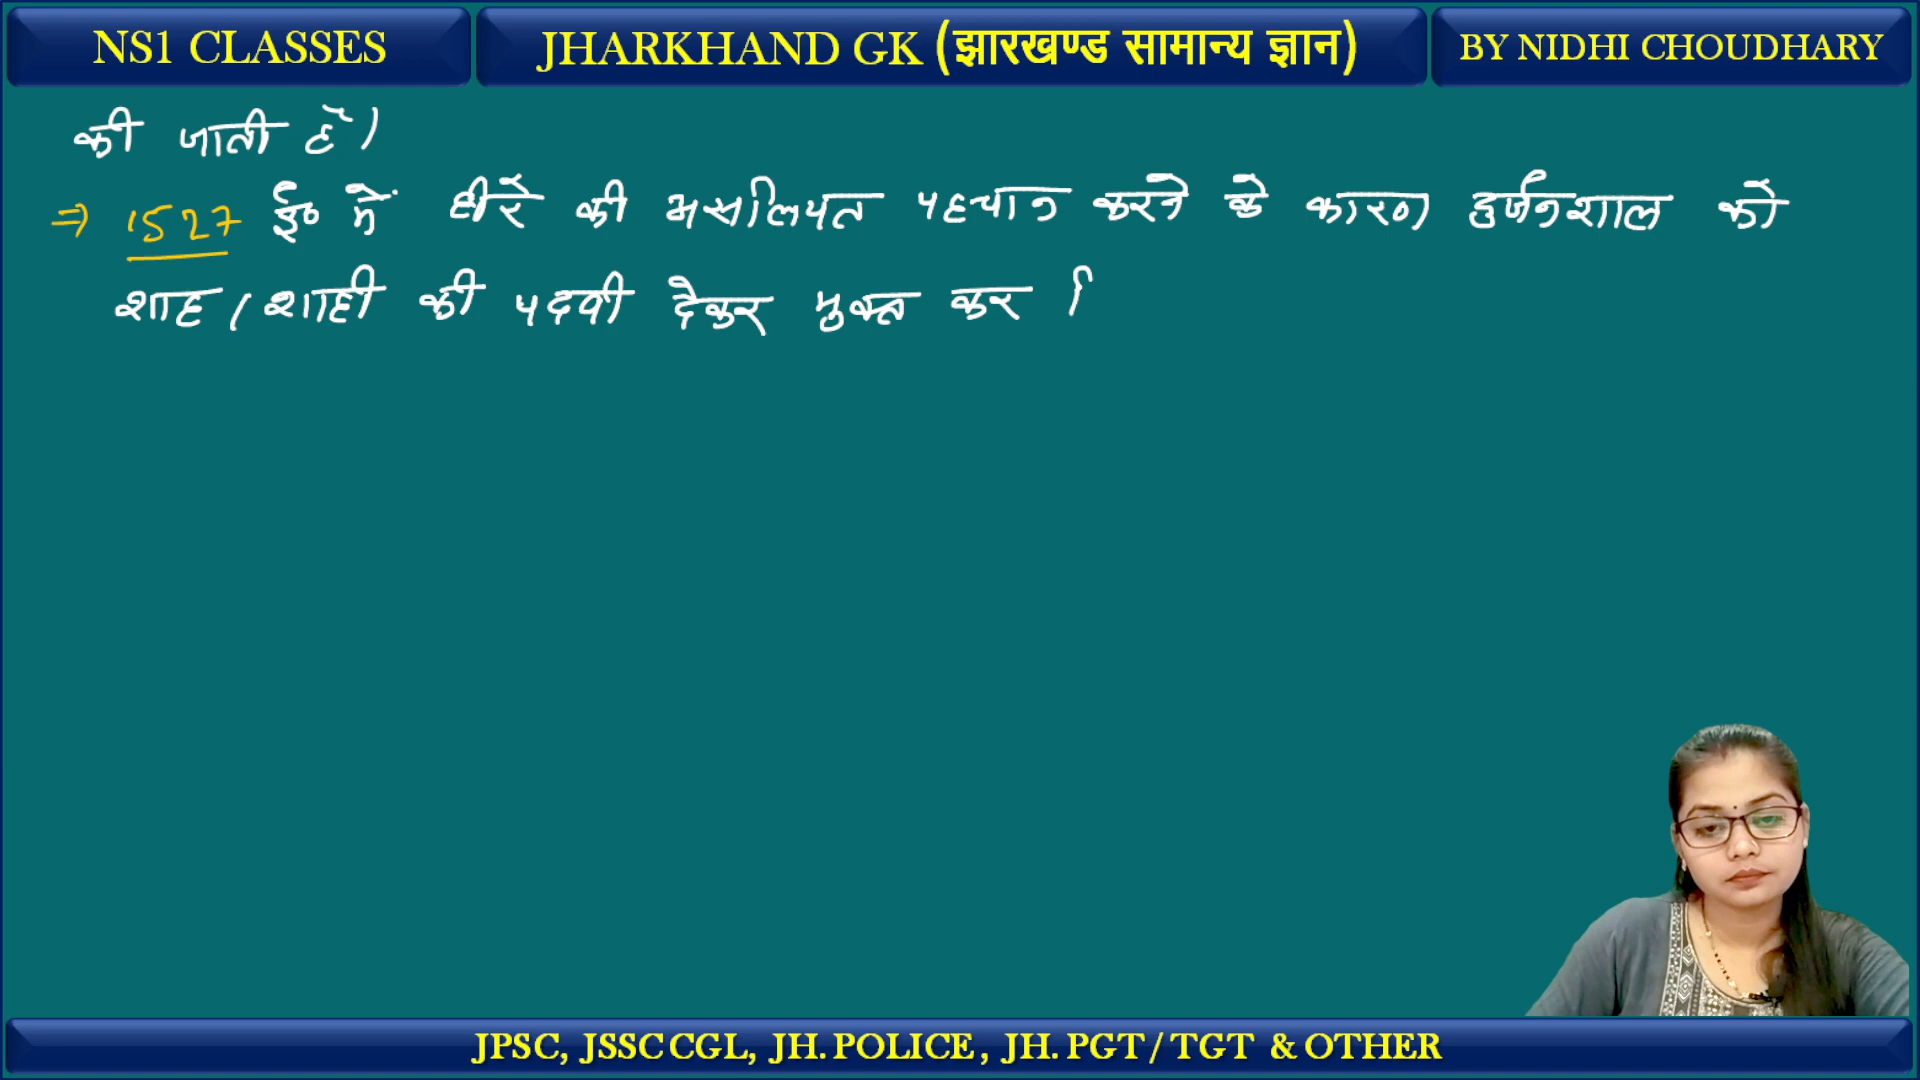 NS1 CLASSES
JHARKHAND GK (झारखण्ड सामान्य ज्ञान)
BY NIDHI CHOUDHARY
की जाती है।
⇒ 1527 ई० में हीरे की असलियत पहचान करने के कारण दुर्जनशाल को
शाह / शाही की पदवी देकर मुक्त कर
JPSC, JSSC CGL, JH. POLICE, JH. PGT / TGT & OTHER